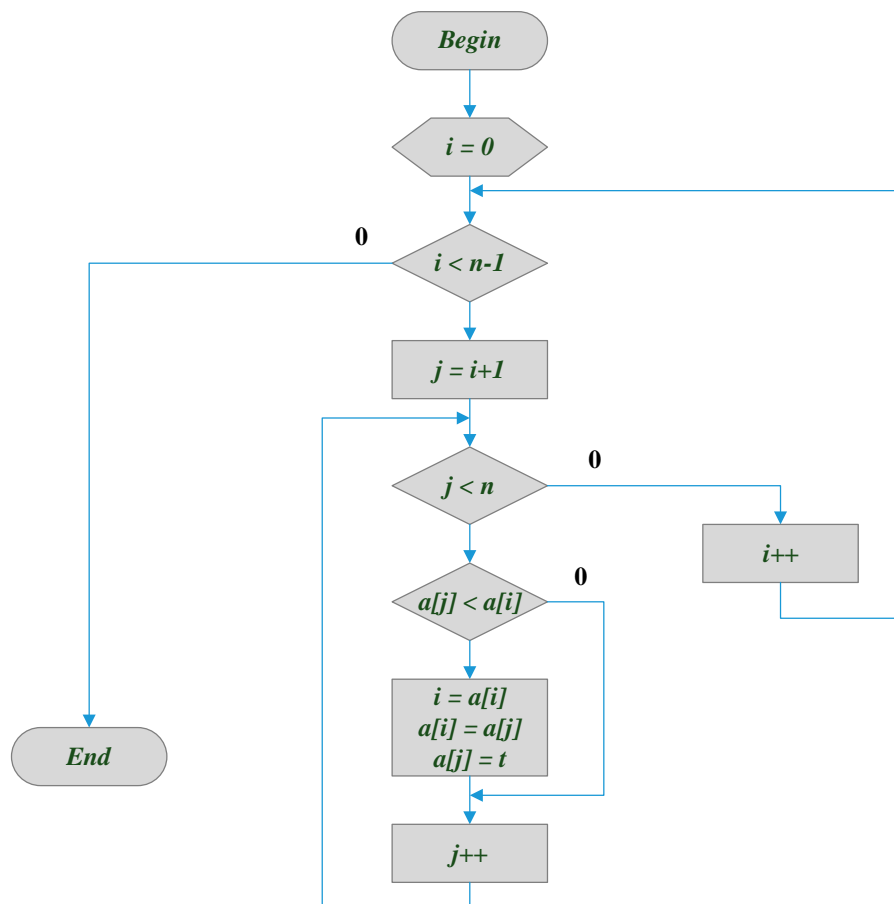 Begin
i = 0
0
i < n-1
j = i+1
0
j < n
i++
0
a[j] < a[i]
i = a[i]
a[i] = a[j]
a[j] = t
End
j++